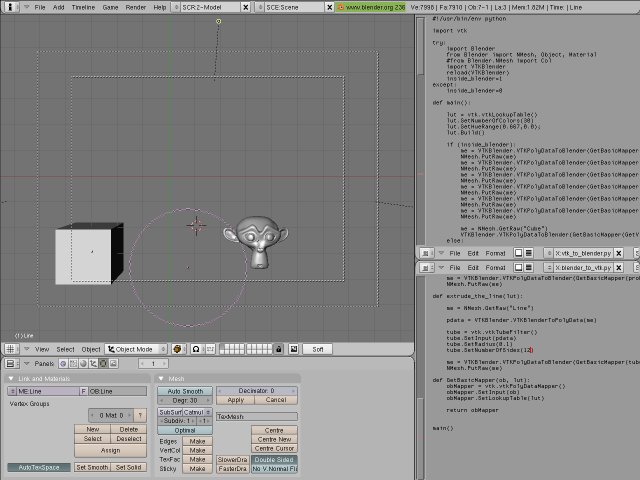 File Add Timeline Game Render Help SCR:2-Model SCE:Scene www.blender.org 236 Ve:7998 | Fa:7910 | Ob:7-1 | La:3 | Mem:1.82M | Time: | Line
#!/usr/bin/env python
import vtk
try:
import Blender
from Blender import NMesh, Object, Material
#from Blender.NMesh import Col
import VTKBlender
reload(VTKBlender)
inside_blender=1
except:
inside_blender=0
def main():
lut = vtk.vtkLookupTable()
lut.SetNumberOfColors(30)
lut.SetHueRange(0.667,0.0);
lut.Build()
if (inside_blender):
me = VTKBlender.VTKPolyDataToBlender(GetBasicMapper
NMesh.PutRaw(me)
me = VTKBlender.VTKPolyDataToBlender(GetBasicMapper
NMesh.PutRaw(me)
me = VTKBlender.VTKPolyDataToBlender(GetBasicMapper
NMesh.PutRaw(me)
me = VTKBlender.VTKPolyDataToBlender(GetBasicMapper
NMesh.PutRaw(me)
me = VTKBlender.VTKPolyDataToBlender(GetBasicMapper
NMesh.PutRaw(me)
me = NMesh.GetRaw("Cube")
VTKBlender.VTKPolyDataToBlender(GetBasicMapper(GetV
else:
File Edit Format X:vtk_to_blender.py
File Edit Format X:blender_to_vtk.py
me = VTKBlender.VTKPolyDataToBlender(GetBasicMapper(pro
NMesh.PutRaw(me)
def extrude_the_line(lut):
me = NMesh.GetRaw("Line")
pdata = VTKBlender.BlenderToPolyData(me)
tube = vtk.vtkTubeFilter()
tube.SetInput(pdata)
tube.SetRadius(0.1)
tube.SetNumberOfSides(12)
me = VTKBlender.VTKPolyDataToBlender(GetBasicMapper(tube
NMesh.PutRaw(me)
def GetBasicMapper(ob, lut):
obMapper = vtk.vtkPolyDataMapper()
obMapper.SetInput(ob)
obMapper.SetLookupTable(lut)
return obMapper
main()
(1) Line
View Select Object Object Mode Soft
Panels 1
Link and Materials
ME:Line F OB:Line
Vertex Groups
0 Mat: 0 ?
New Delete
Select Deselect
Assign
AutoTexSpace Set Smooth Set Solid
Mesh
Auto Smooth
Degr: 30
SubSurf Catmul
Subdiv: 1 1
Optimal
Edges Make
VertCol Make
TexFac Make
Sticky Make
Decimator: 0
Apply Cancel
TexMesh:
Centre
Centre New
Centre Cursor
SlowerDra Double Sided
FasterDra No V.Normal Fli